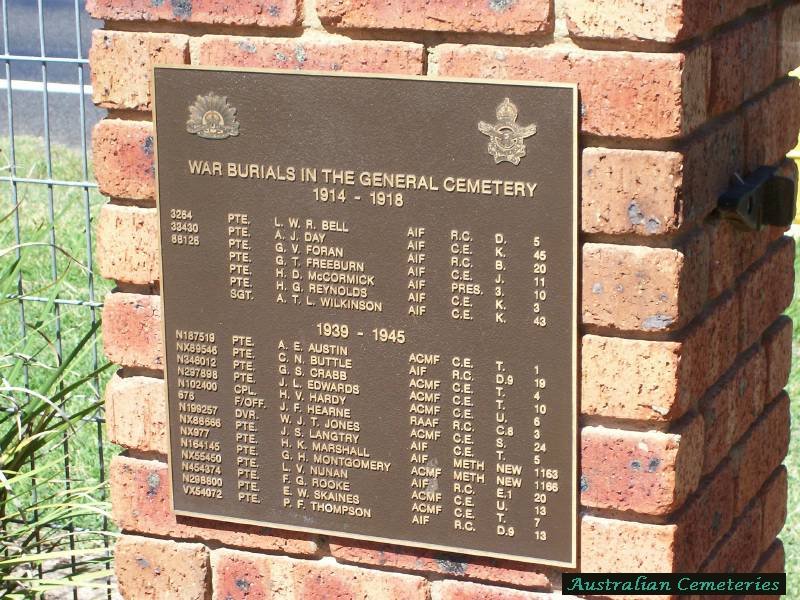 WAR BURIALS IN THE GENERAL CEMETERY
1914 - 1918
3264 PTE. L. W. R. BELL AIF R.C. D. 5
33430 PTE. A. J. DAY AIF C.E. K. 45
88126 PTE. G. V. FORAN AIF R.C. B. 20
PTE. G. T. FREEBURN AIF C.E. J. 11
PTE. H. D. McCORMICK AIF PRES. 3. 10
PTE. H. G. REYNOLDS AIF C.E. K. 3
SGT. A. T. L. WILKINSON AIF C.E. K. 43
1939 - 1945
N187519 PTE. A. E. AUSTIN ACMF C.E. T. 1
NX89546 PTE. C. N. BUTTLE AIF R.C. D.9 19
N346012 PTE. G. S. CRABB ACMF C.E. T. 4
N297898 PTE. J. L. EDWARDS ACMF C.E. T. 10
N102400 CPL. H. V. HARDY ACMF C.E. U. 6
676 F/OFF. J. F. HEARNE RAAF R.C. C.8 3
N199257 DVR. W. J. T. JONES ACMF C.E. S. 24
NX88666 PTE. J. S. LANGTRY AIF C.E. T. 5
NX977 PTE. H. K. MARSHALL AIF METH NEW 1163
N164145 PTE. G. H. MONTGOMERY ACMF METH NEW 1166
NX55450 PTE. L. V. NUNAN AIF R.C. E.1 20
N454374 PTE. F. G. ROOKE ACMF C.E. U. 13
N298800 PTE. E. W. SKAINES ACMF C.E. T. 7
VX54072 PTE. P. F. THOMPSON AIF R.C. D.9 13
Australian Cemeteries